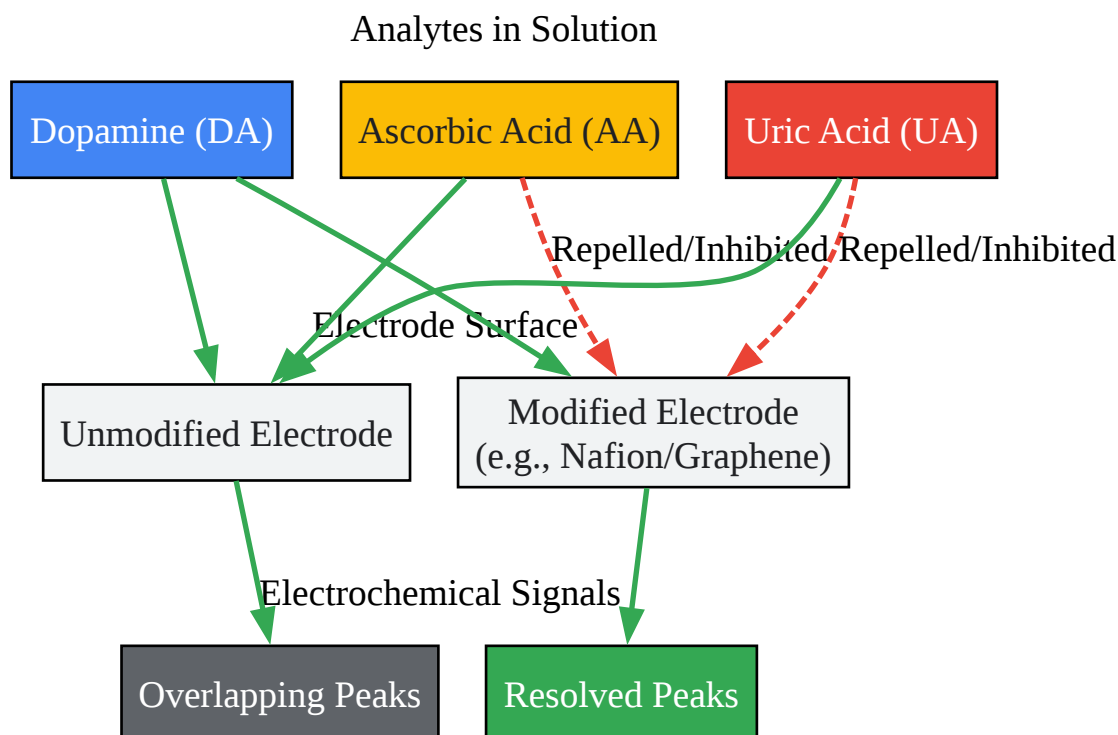 Analytes in Solution
Dopamine (DA)
Ascorbic Acid (AA)
Uric Acid (UA)
Repelled/Inhibited
Repelled/Inhibited
Electrode Surface
Unmodified Electrode
Modified Electrode
(e.g., Nafion/Graphene)
Electrochemical Signals
Overlapping Peaks
Resolved Peaks